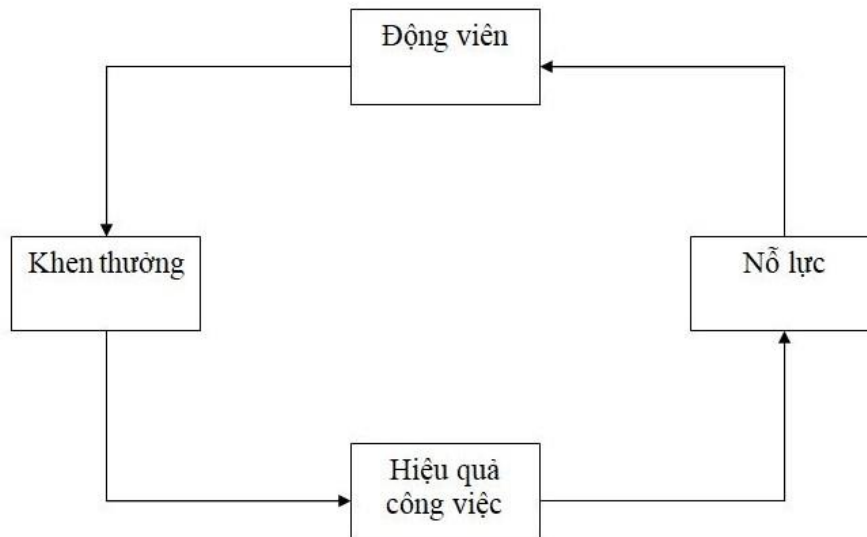 Động viên
Khen thưởng
Nỗ lực
Hiệu quả
công việc